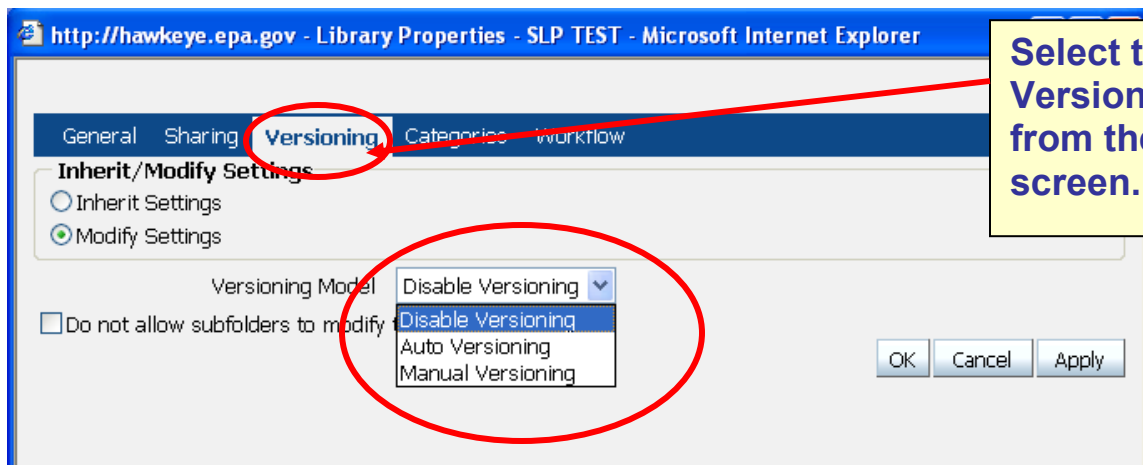 http://hawkeye.epa.gov - Library Properties - SLP TEST - Microsoft Internet Explorer
Select
Version
from the
screen.
General Sharing Versioning Categories Workflow
Inherit/Modify Settings
Inherit Settings
Modify Settings
Versioning Model Disable Versioning
Do not allow subfolders to modify
Disable Versioning
Auto Versioning
Manual Versioning
OK Cancel Apply